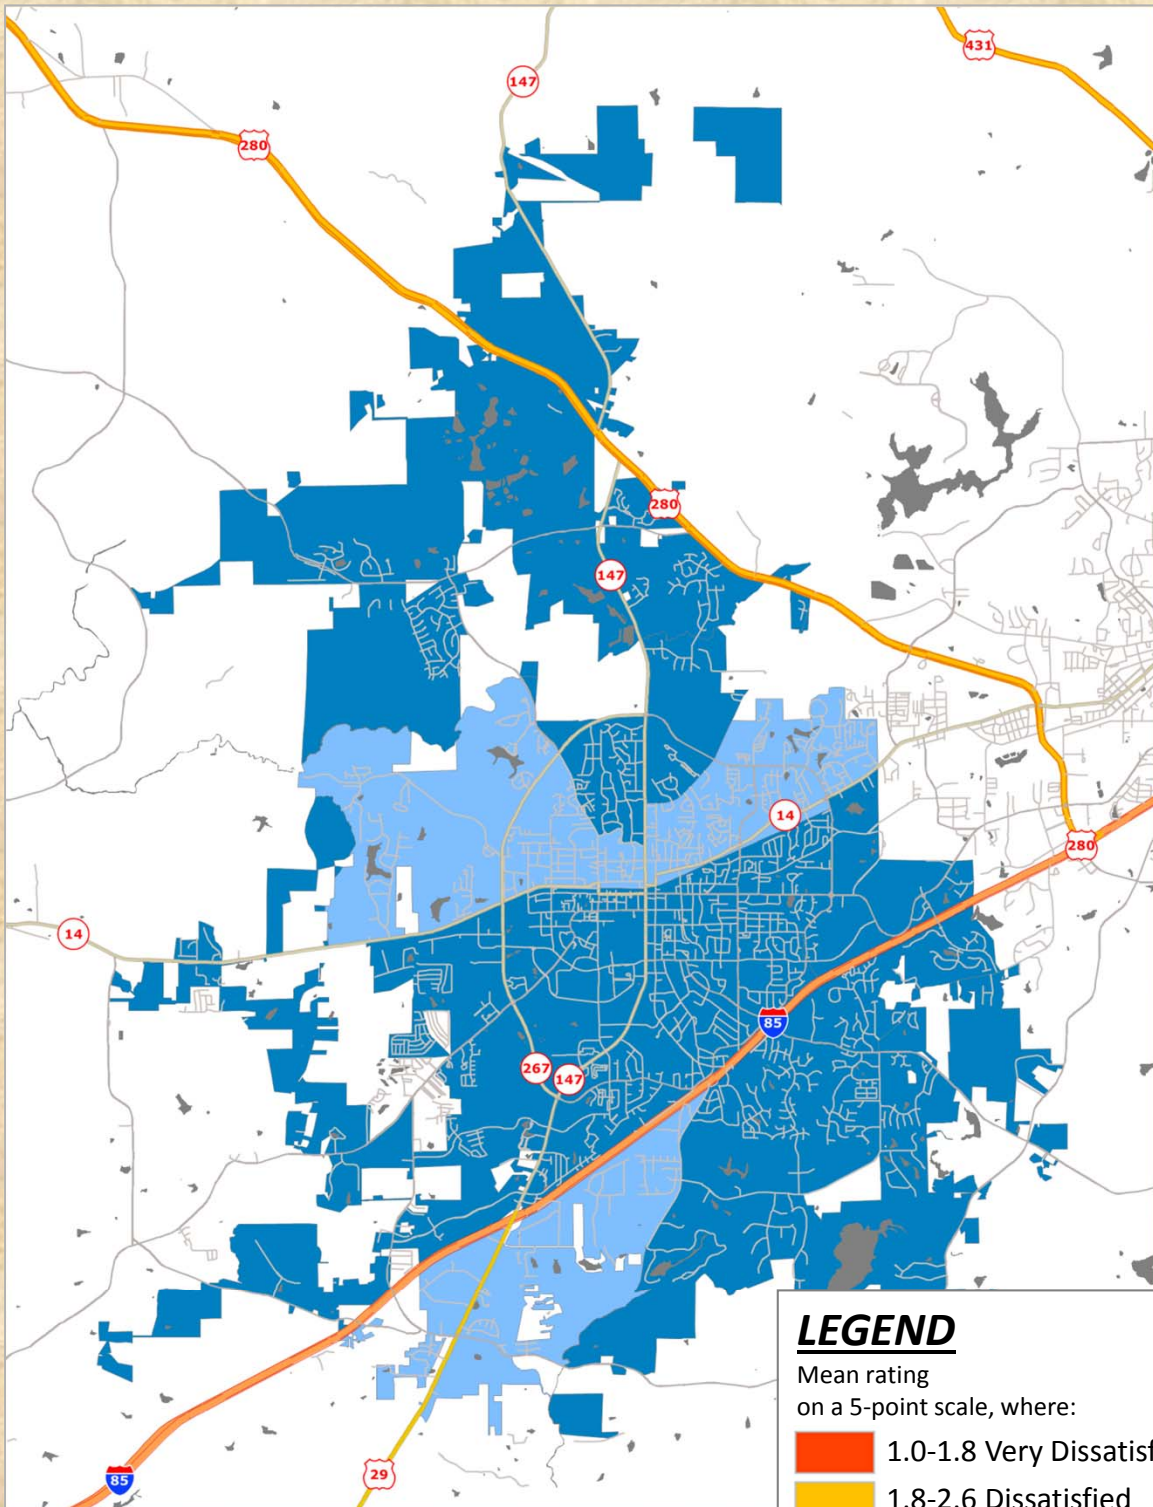 431
147
280
280
147
14
280
14
85
267
147
LEGEND
Mean rating
on a 5-point scale, where:
1.0-1.8 Very Dissatisf
1.8-2.6 Dissatisfied
29
85